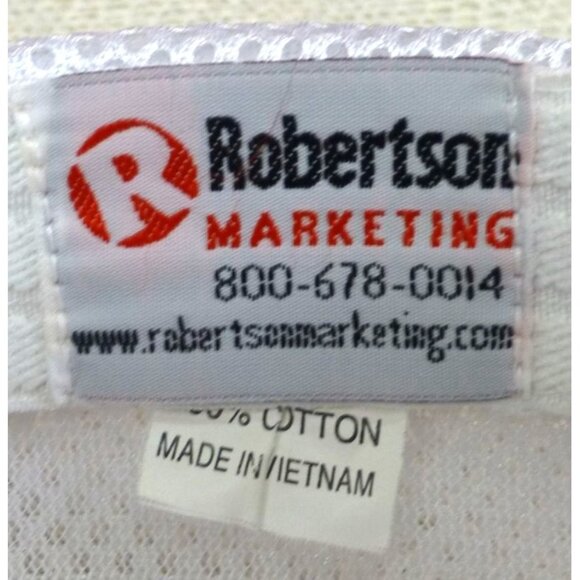 R Robertson
MARKETING
800-678-0014
www.robertsonmarketing.com
COTTON
MADE IN VIETNAM